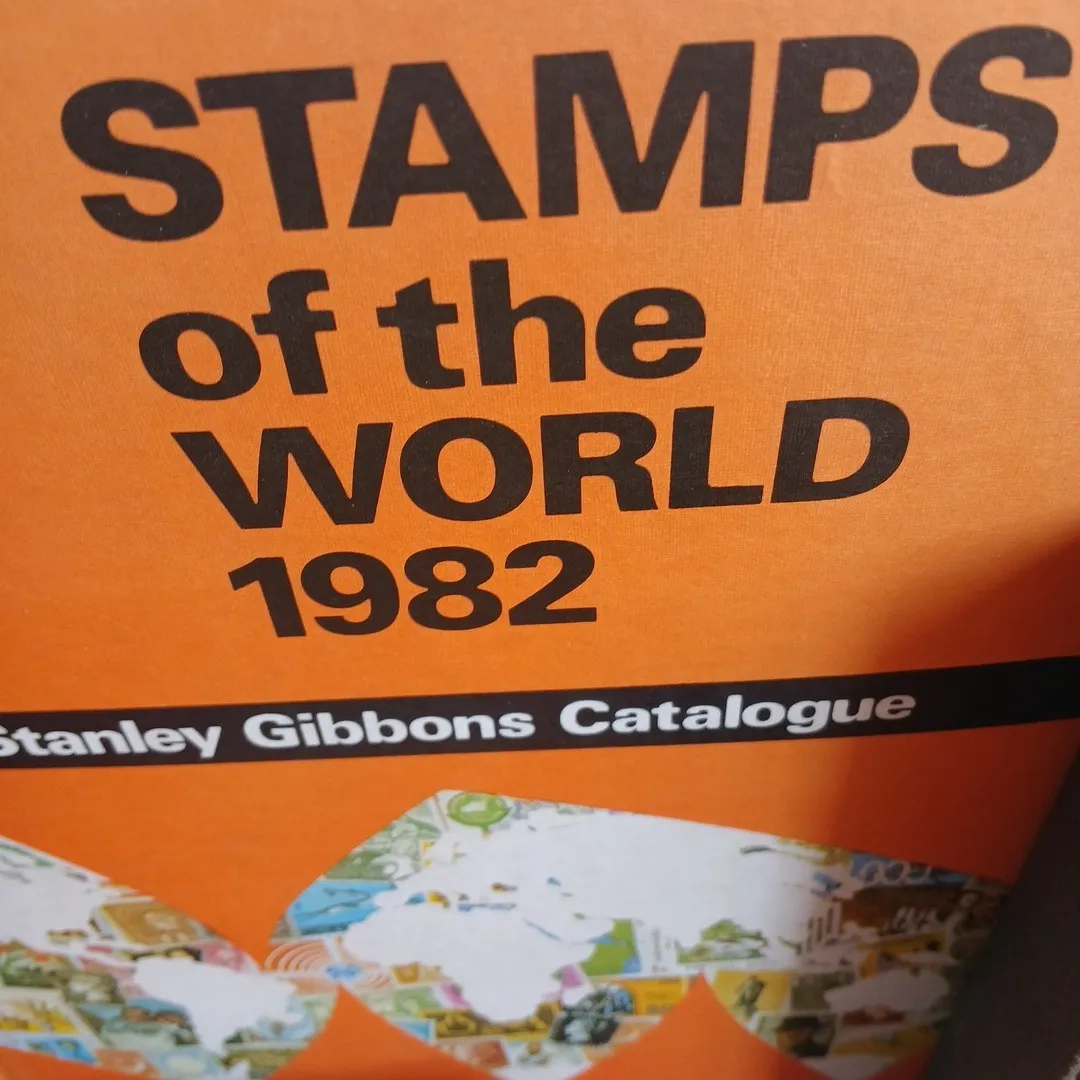 STAMPS
of the
WORLD
1982
Stanley Gibbons Catalogue